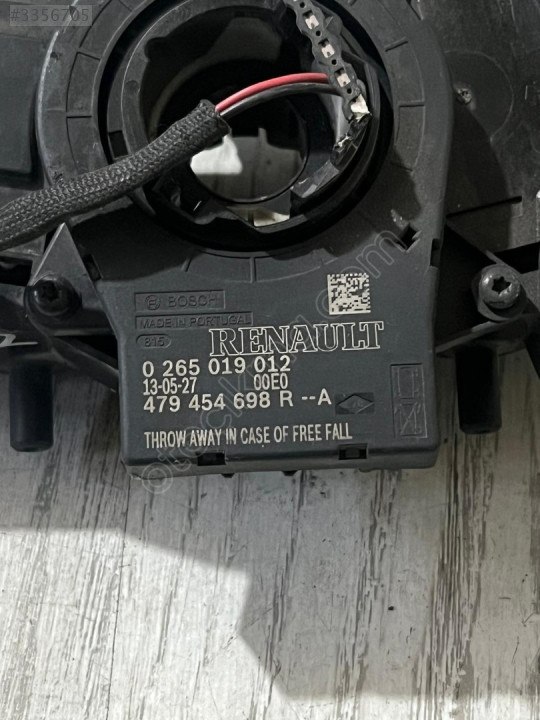 #3356705
BOSCH
MADE IN PORTUGAL
815
RENAULT
0 265 019 012
13-05-27 00E0
479 454 698 R --A
THROW AWAY IN CASE OF FREE FALL